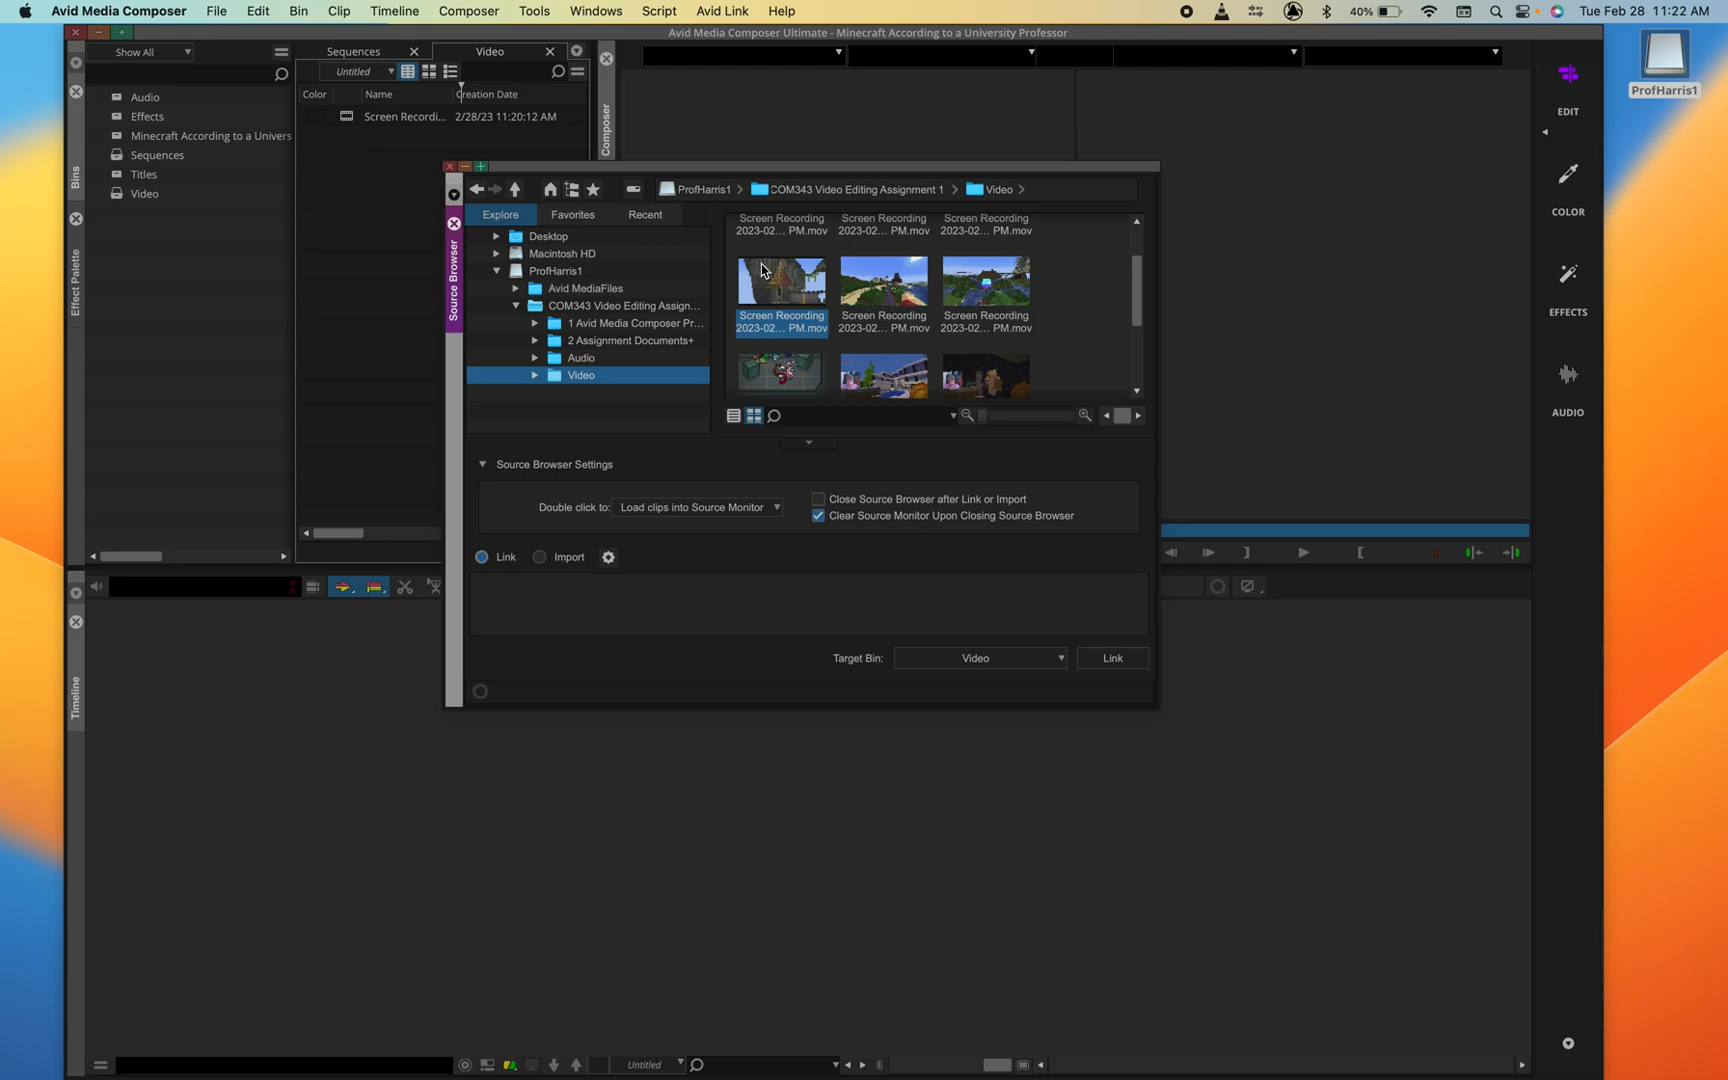 Avid Media Composer File Edit Bin Clip Timeline Composer Tools Windows Script Avid Link Help 40% Tue Feb 28 11:22 AM
Avid Media Composer Ultimate - Minecraft According to a University Professor
Show All
Sequences
Video
Untitled
Color Name Creation Date
Screen Recordi... 2/28/23 11:20:12 AM
Bins
Audio
Effects
Minecraft According to a Univers
Sequences
Titles
Video
Effect Palette
Composer
ProfHarris1
EDIT
COLOR
EFFECTS
AUDIO
Source Browser
ProfHarris1 COM343 Video Editing Assignment 1 Video
Explore Favorites Recent
Desktop
Macintosh HD
ProfHarris1
Avid MediaFiles
COM343 Video Editing Assign...
1 Avid Media Composer Pr...
2 Assignment Documents+
Audio
Video
Screen Recording Screen Recording Screen Recording
2023-02... PM.mov 2023-02... PM.mov 2023-02... PM.mov
Screen Recording Screen Recording Screen Recording
2023-02... PM.mov 2023-02... PM.mov 2023-02... PM.mov
Source Browser Settings
Double click to: Load clips into Source Monitor
Close Source Browser after Link or Import
Clear Source Monitor Upon Closing Source Browser
Link Import
Target Bin: Video Link
Timeline
Untitled